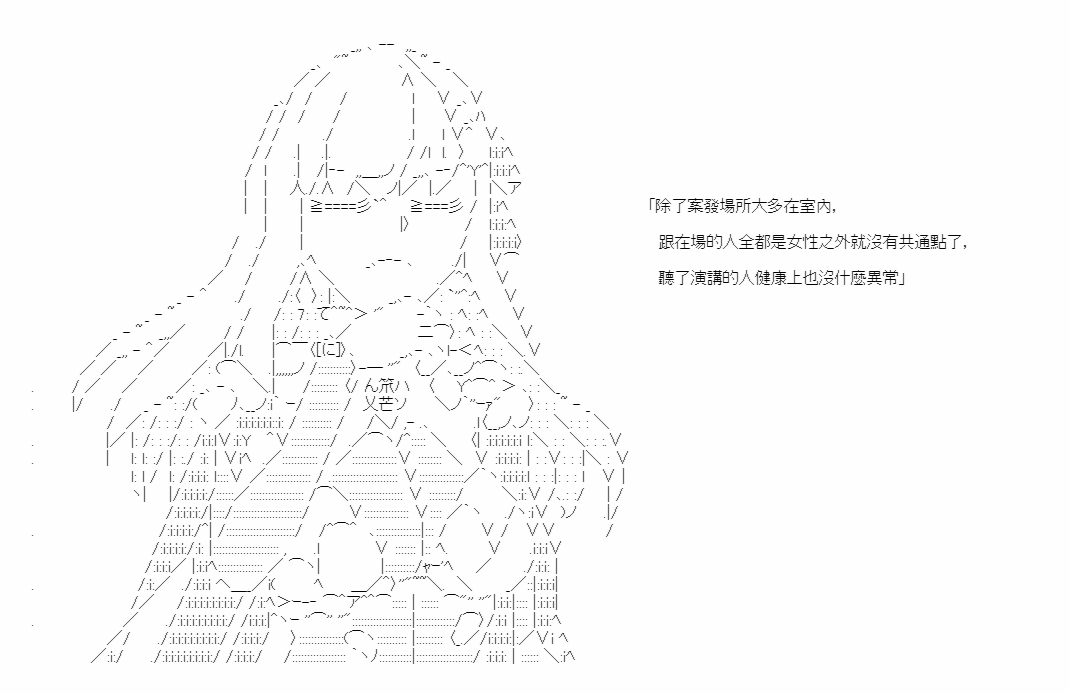 「除了案發場所大多在室內,
跟在場的人全都是女性之外就沒有共通點了,
聽了演講的人健康上也沒什麼異常」